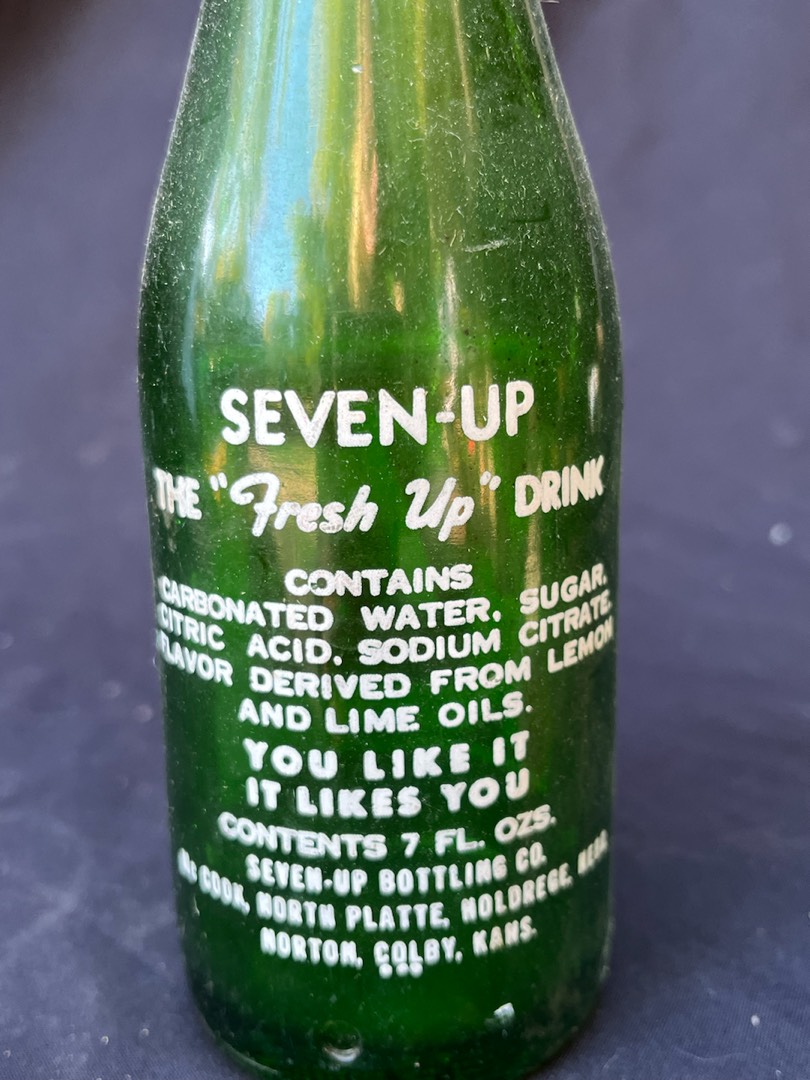 SEVEN-UP
THE "Fresh Up" DRINK
CONTAINS
CARBONATED WATER, SUGAR,
CITRIC ACID, SODIUM CITRATE,
FLAVOR DERIVED FROM LEMON
AND LIME OILS.
YOU LIKE IT
IT LIKES YOU
CONTENTS 7 FL. OZS.
SEVEN-UP BOTTLING CO.
Mc COOK, NORTH PLATTE, HOLDREGE, NEBR.
NORTON, COLBY, KANS.